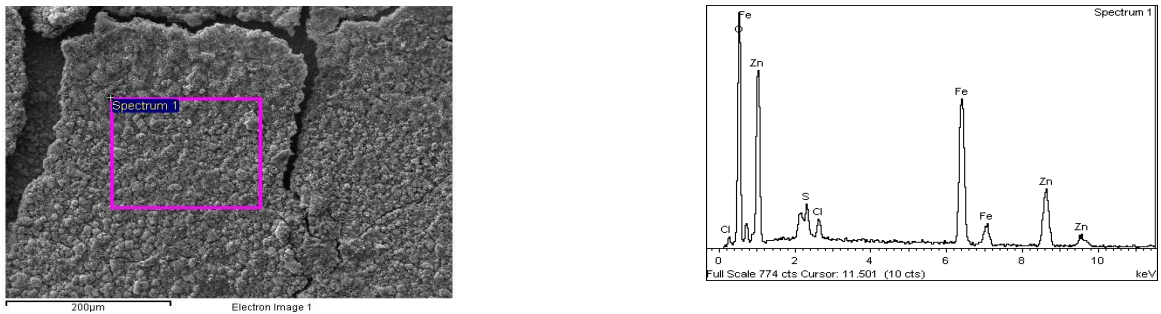 Spectrum 1
200µm
Electron Image 1
Spectrum 1
Fe
O
Zn
Fe
S
Cl
Cl
Fe
Zn
Zn
0
2
4
6
8
10
Full Scale 774 cts Cursor: 11.501 (10 cts)
keV